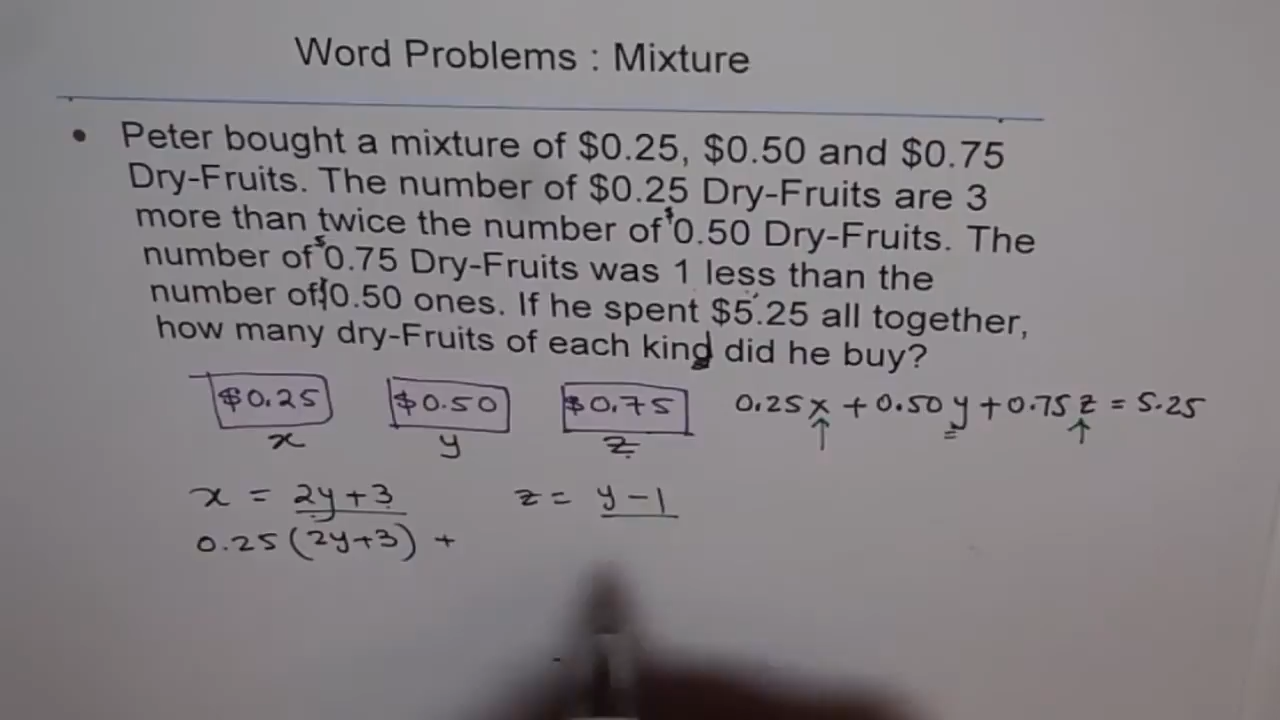 Word Problems : Mixture
• Peter bought a mixture of $0.25, $0.50 and $0.75
Dry-Fruits. The number of $0.25 Dry-Fruits are 3
more than twice the number of $0.50 Dry-Fruits. The
number of $0.75 Dry-Fruits was 1 less than the
number of $0.50 ones. If he spent $5.25 all together,
how many dry-Fruits of each kind did he buy?
$0.25 $0.50 $0.75 0.25x + 0.50y + 0.75z = 5.25
x y z
x = 2y+3 z = y-1
0.25(2y+3) +